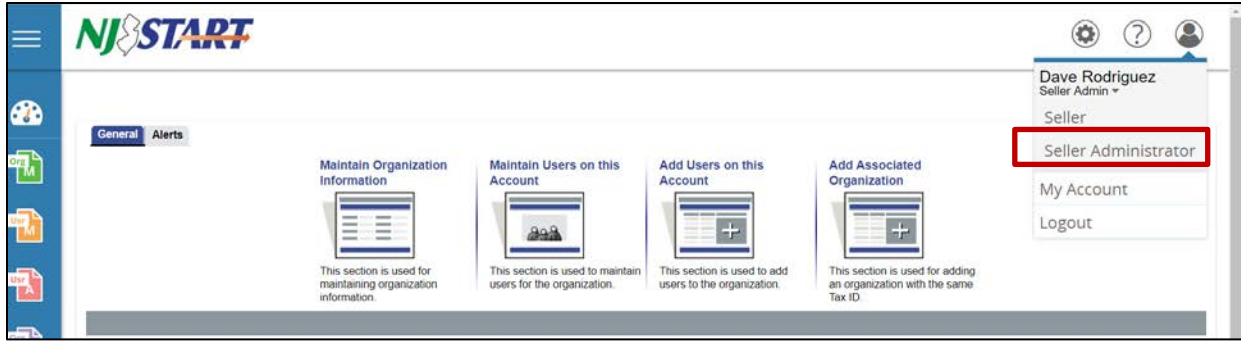 NJSTART
?
Dave Rodriguez
Seller Admin
Seller
Seller Administrator
My Account
Logout
General Alerts
Org
M
Usr
M
Usr
A
Maintain Organization
Information
This section is used for
maintaining organization
information.
Maintain Users on this
Account
This section is used to maintain
users for the organization.
Add Users on this
Account
This section is used to add
users to the organization.
Add Associated
Organization
This section is used for adding
an organization with the same
Tax ID.